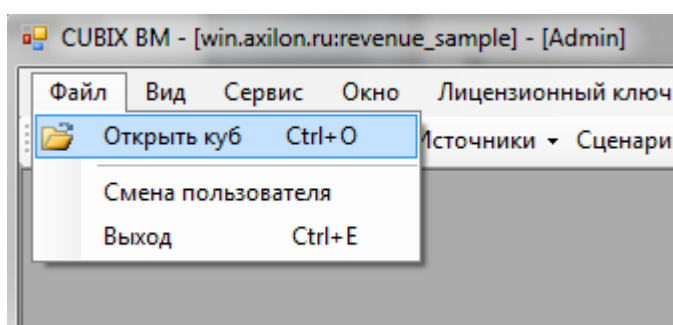 CUBIX BM - [win.axilon.ru:revenue_sample] - [Admin]
Файл Вид Сервис Окно Лицензионный ключ
Открыть куб Ctrl+O Источники Сценари
Смена пользователя
Выход Ctrl+E